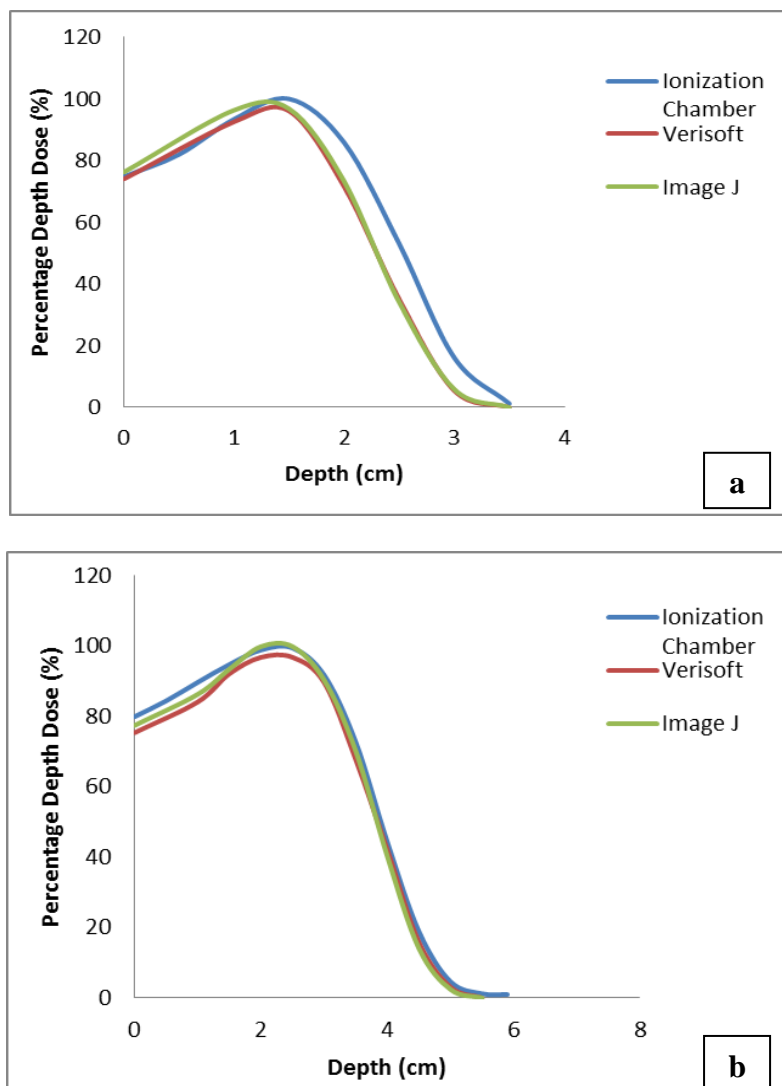 120
100
80
60
40
20
0
Percentage Depth Dose (%)
0 1 2 3 4
Depth (cm)
Ionization
Chamber
Verisoft
Image J
a
120
100
80
60
40
20
0
Percentage Depth Dose (%)
0 2 4 6 8
Depth (cm)
Ionization
Chamber
Verisoft
Image J
b